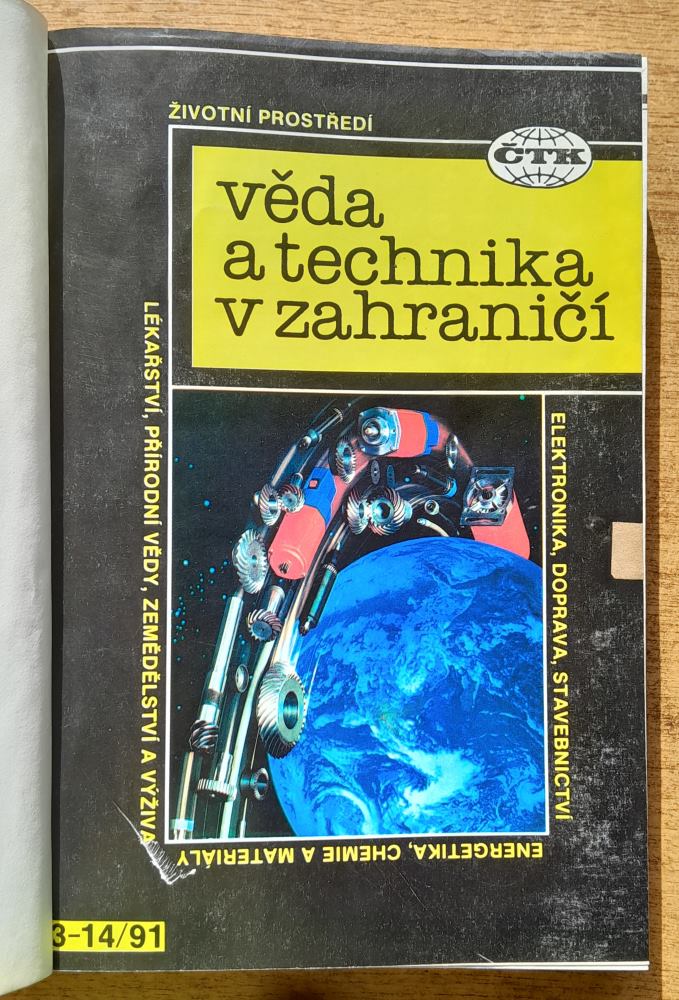 ŽIVOTNÍ PROSTŘEDÍ
ČTK
věda
a technika
v zahraničí
LÉKAŘSTVÍ, PŘÍRODNÍ VĚDY, ZEMĚDĚLSTVÍ A VÝŽIVA
ELEKTRONIKA, DOPRAVA, STAVEBNICTVÍ
ENERGETIKA, CHEMIE A MATERIÁLY
3-14/91